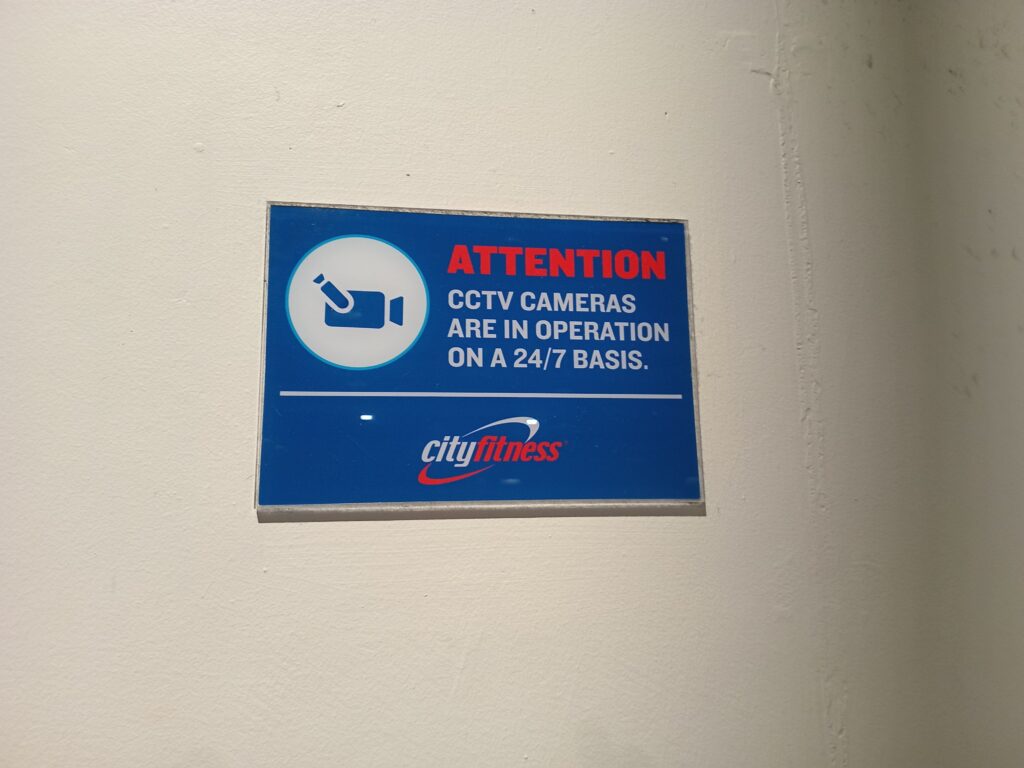 ATTENTION
CCTV CAMERAS
ARE IN OPERATION
ON A 24/7 BASIS.
cityfitness